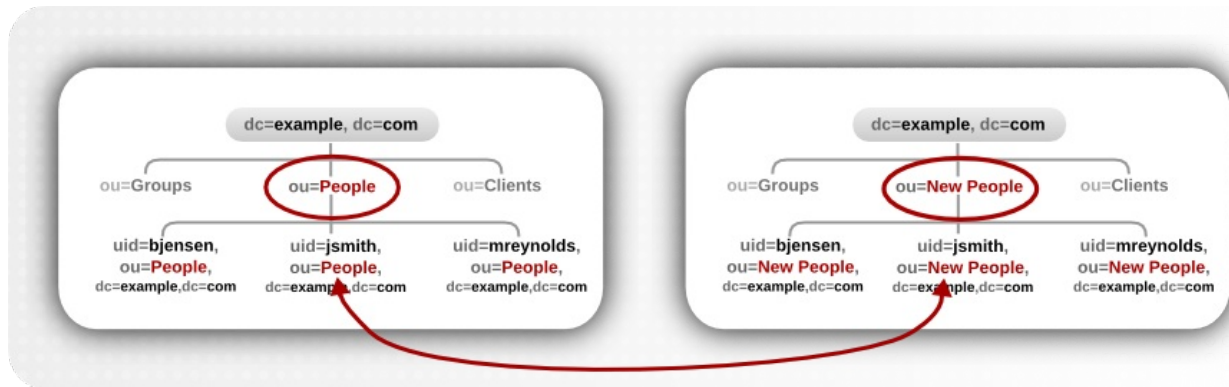 dc=example, dc=com
ou=Groups
ou=People
ou=Clients
uid=bjensen,
ou=People,
dc=example,dc=com
uid=jsmith,
ou=People,
dc=example,dc=com
uid=mreynolds,
ou=People,
dc=example,dc=com
dc=example, dc=com
ou=Groups
ou=New People
ou=Clients
uid=bjensen,
ou=New People,
dc=example,dc=com
uid=jsmith,
ou=New People,
dc=example,dc=com
uid=mreynolds,
ou=New People,
dc=example,dc=com